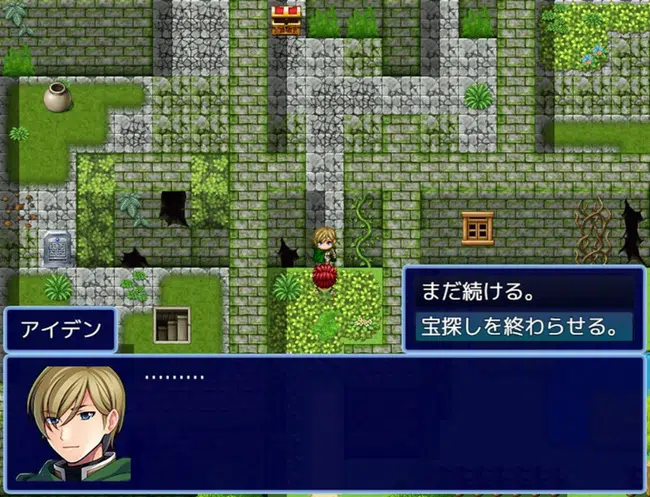 まだ続ける。
宝探しを終わらせる。
アイデン
………